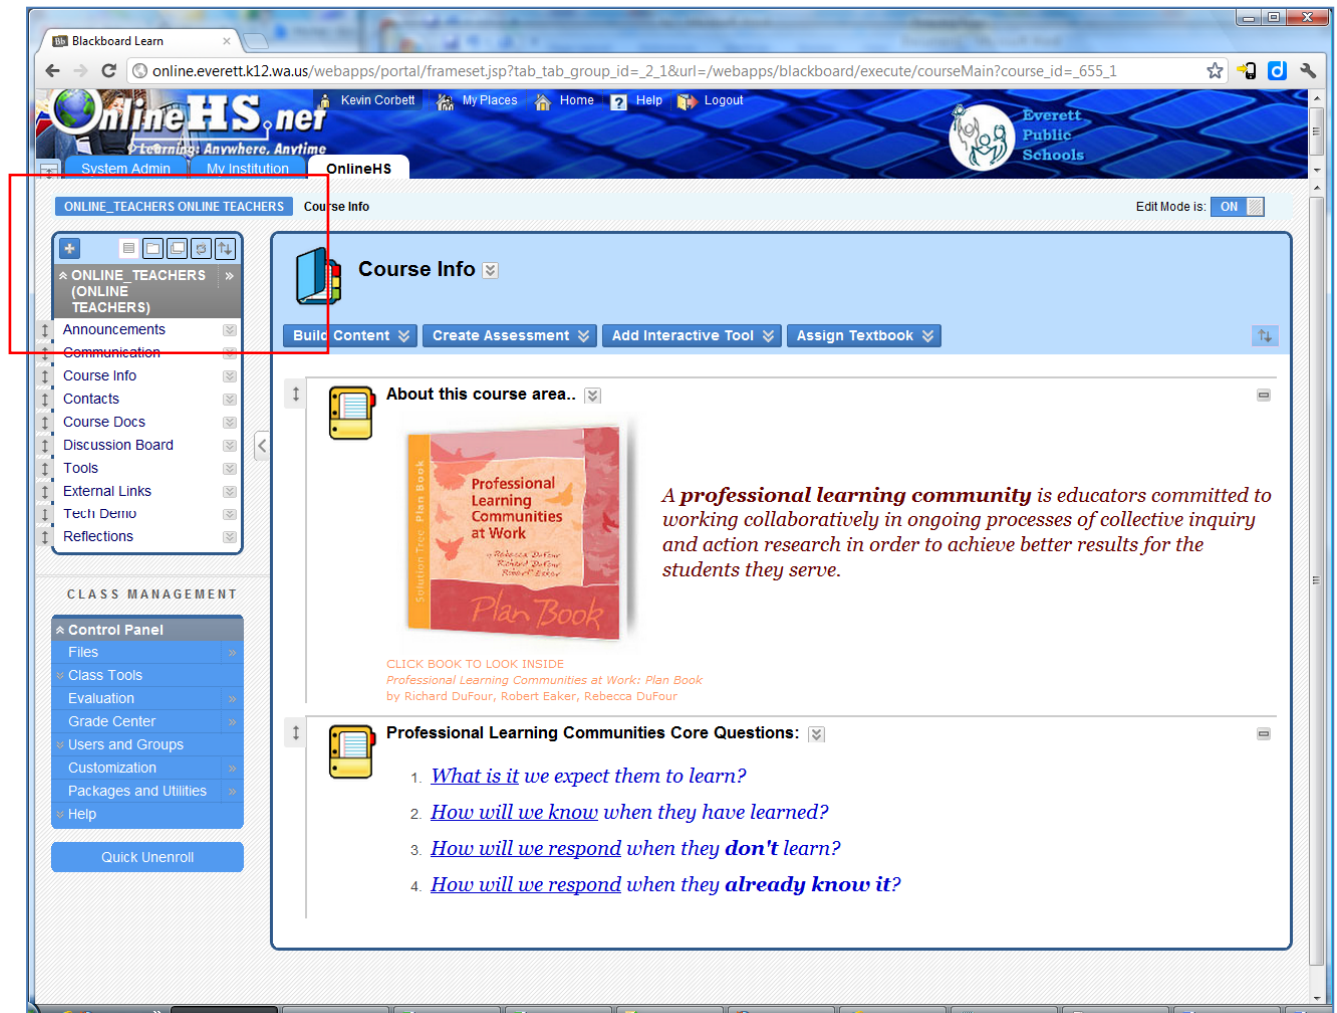 Blackboard Learn
online.everett.k12.wa.us/webapps/portal/frameset.jsp?tab_tab_group_id=_2_1&url=/webapps/blackboard/execute/courseMain?course_id=_655_1
OnlineHS.net
Learning: Anywhere, Anytime
Kevin Corbett My Places Home Help Logout
Everett
Public
Schools
System Admin My Institution OnlineHS
ONLINE_TEACHERS ONLINE TEACHERS Course Info
Edit Mode is: ON
ONLINE_TEACHERS
(ONLINE
TEACHERS)
Announcements
Communication
Course Info
Contacts
Course Docs
Discussion Board
Tools
External Links
Tech Demo
Reflections
CLASS MANAGEMENT
Control Panel
Files
Class Tools
Evaluation
Grade Center
Users and Groups
Customization
Packages and Utilities
Help
Quick Unenroll
Course Info
Build Content Create Assessment Add Interactive Tool Assign Textbook
About this course area..
Solution Tree Plan Book
Professional
Learning
Communities
at Work
Rebecca DuFour
Richard DuFour
Robert Eaker
Plan Book
A professional learning community is educators committed to
working collaboratively in ongoing processes of collective inquiry
and action research in order to achieve better results for the
students they serve.
CLICK BOOK TO LOOK INSIDE
Professional Learning Communities at Work: Plan Book
by Richard DuFour, Robert Eaker, Rebecca DuFour
Professional Learning Communities Core Questions:
1. What is it we expect them to learn?
2. How will we know when they have learned?
3. How will we respond when they don't learn?
4. How will we respond when they already know it?